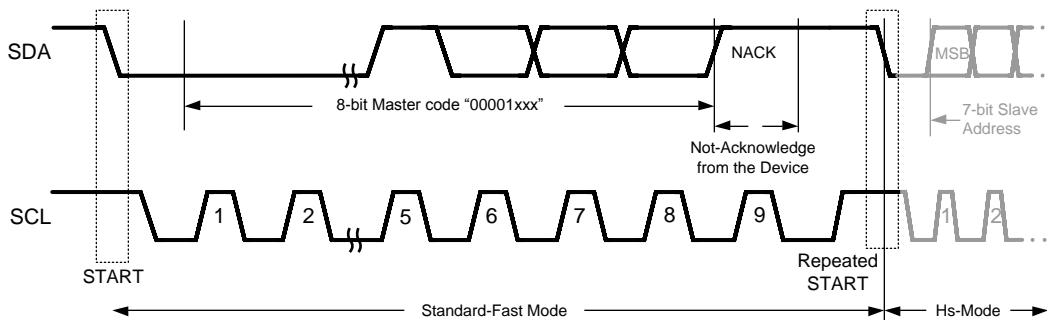 SDA
NACK
MSB
8-bit Master code “00001xxx”
7-bit Slave
Address
Not-Acknowledge
from the Device
SCL
1
2
5
6
7
8
9
1
2
START
Repeated
START
Standard-Fast Mode
Hs-Mode